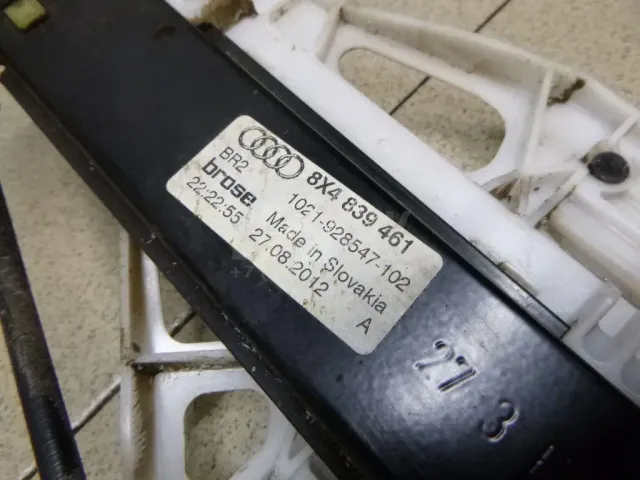 8X4 839 461
BR2
1021-928547-102
brose
Made in Slovakia
22:22:55
27.08.2012
A
27 3